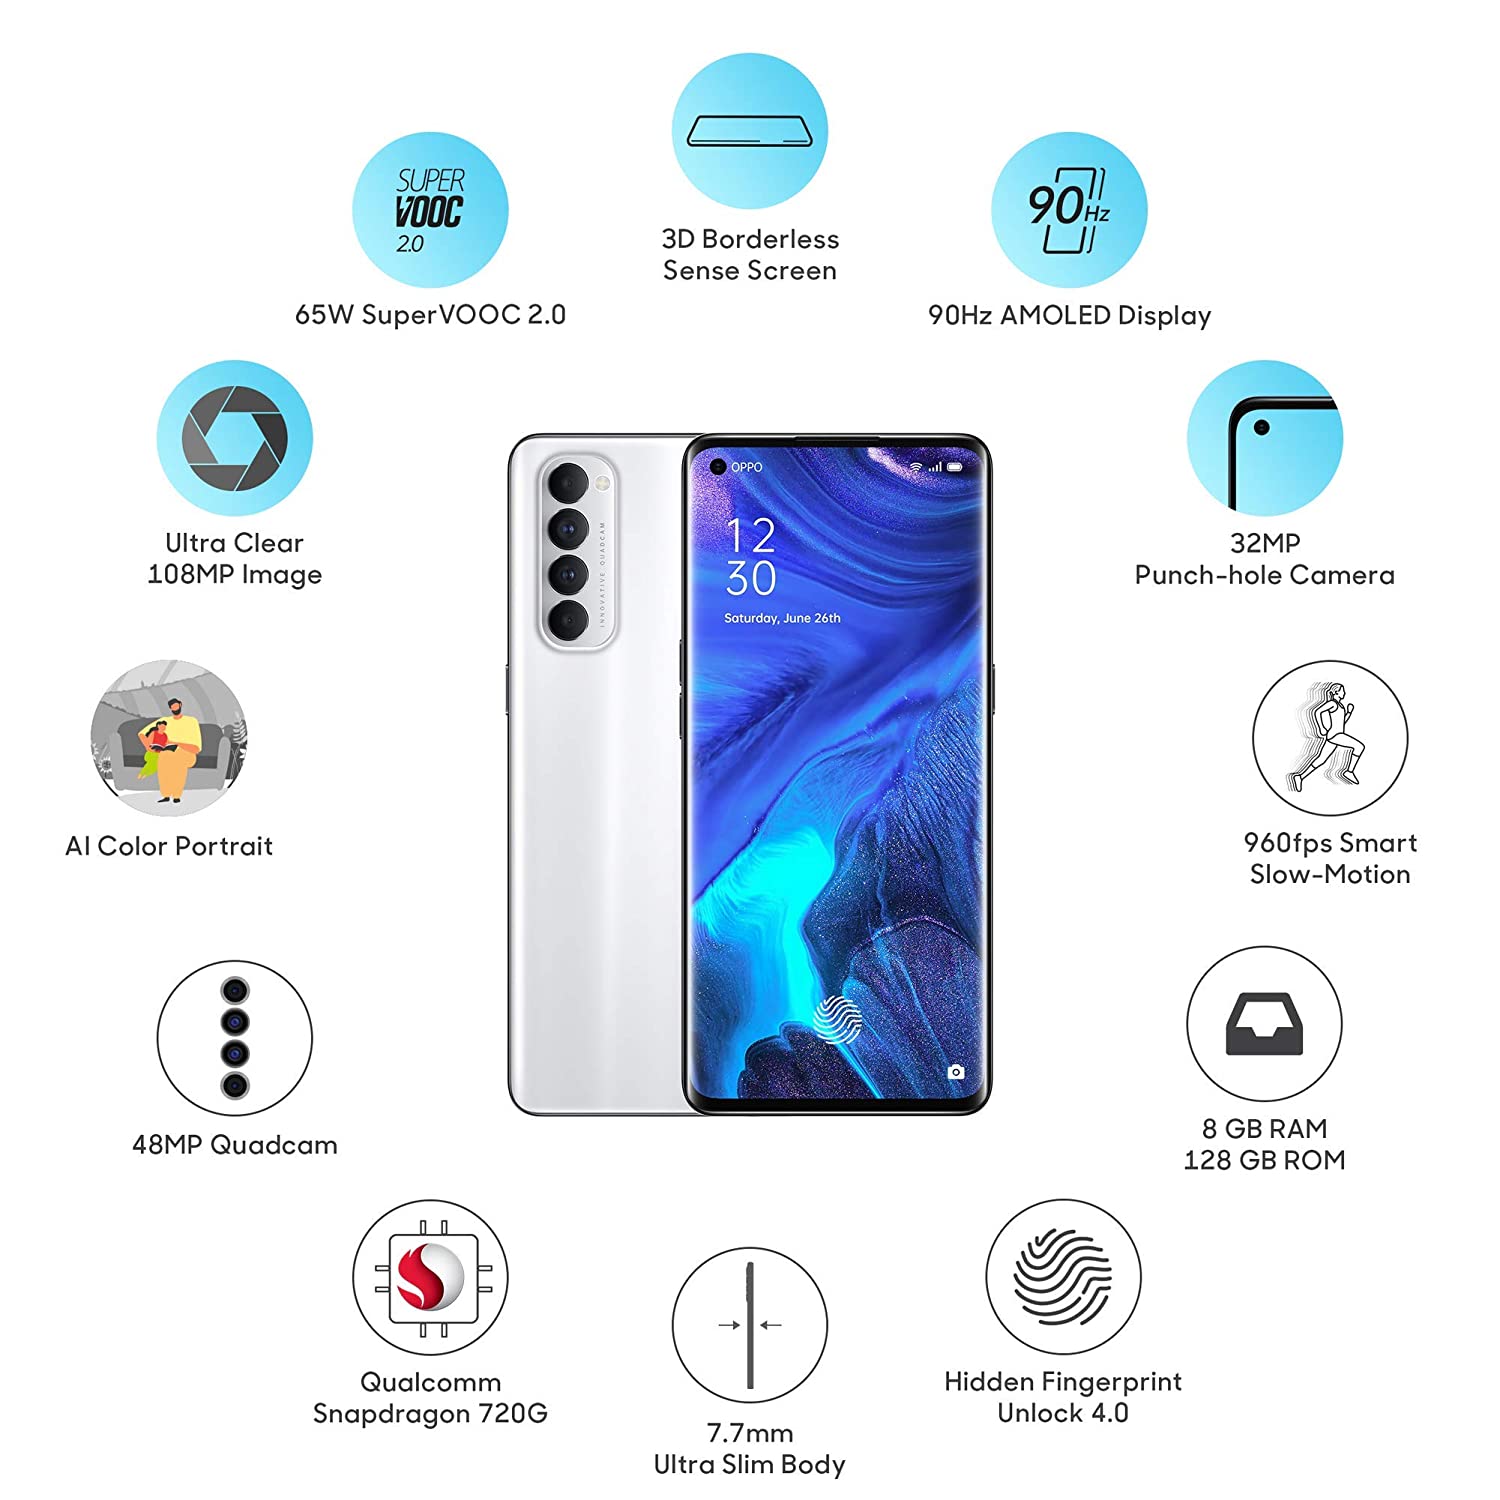 SUPER
VOOC
2.0
65W SuperVOOC 2.0
3D Borderless
Sense Screen
90Hz
90Hz AMOLED Display
Ultra Clear
108MP Image
32MP
Punch-hole Camera
AI Color Portrait
960fps Smart
Slow-Motion
48MP Quadcam
8 GB RAM
128 GB ROM
Qualcomm
Snapdragon 720G
7.7mm
Ultra Slim Body
Hidden Fingerprint
Unlock 4.0
INNOVATIVE QUADCAM
OPPO
12
30
Saturday, June 26th